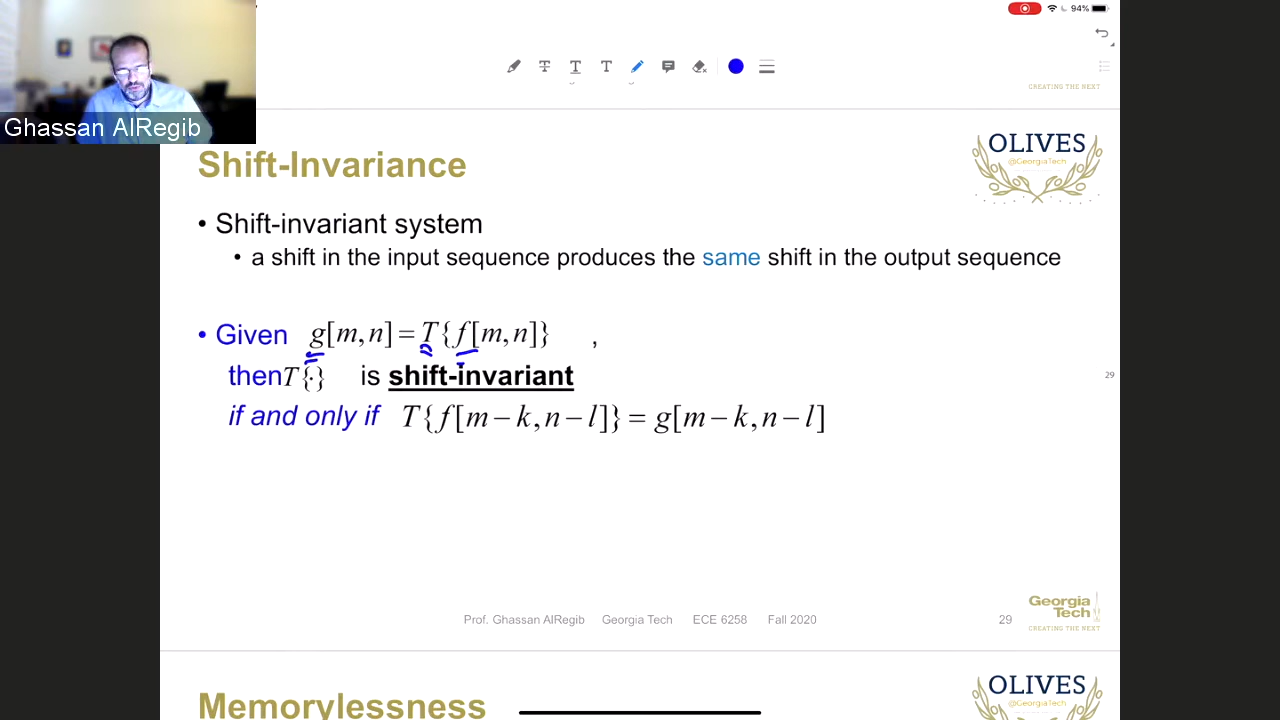 94%
T T T
CREATING THE NEXT
Ghassan AlRegib
Shift-Invariance
OLIVES
@GeorgiaTech
• Shift-invariant system
• a shift in the input sequence produces the same shift in the output sequence
• Given g[m,n]=T{f[m,n]} ,
then T{·} is shift-invariant
29
if and only if T{f[m−k,n−l]}=g[m−k,n−l]
Georgia
Tech
CREATING THE NEXT
Prof. Ghassan AlRegib Georgia Tech ECE 6258 Fall 2020 29
Memorylessness
OLIVES
@GeorgiaTech